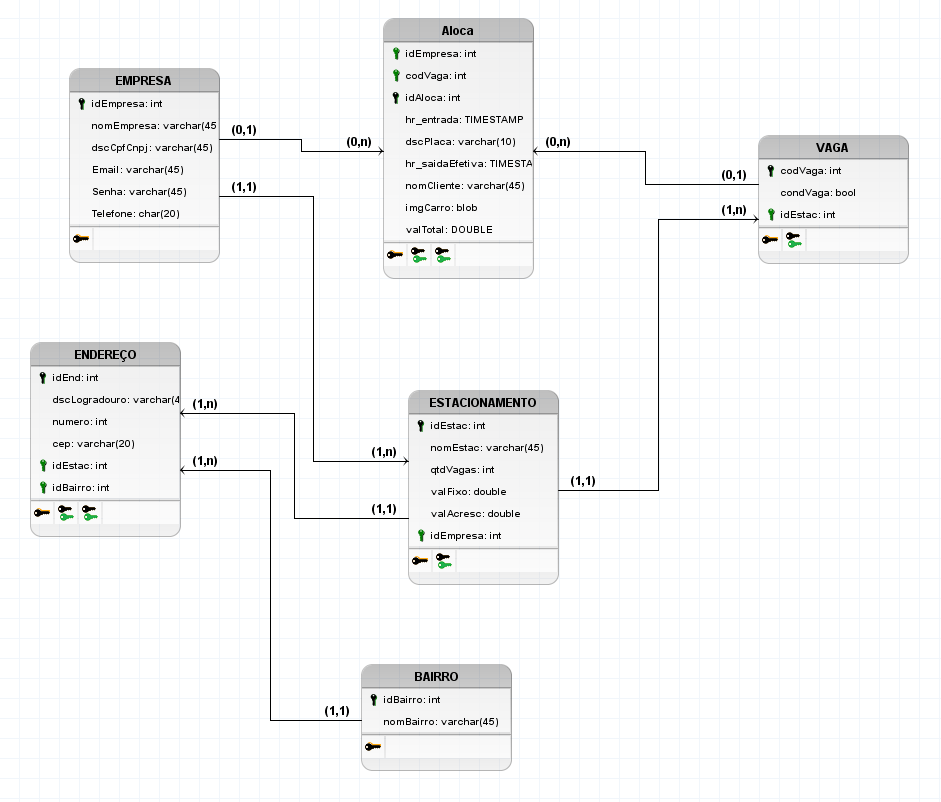 Aloca
idEmpresa: int
codVaga: int
idAloca: int
hr_entrada: TIMESTAMP
dscPlaca: varchar(10)
hr_saidaEfetiva: TIMESTA
nomCliente: varchar(45)
imgCarro: blob
valTotal: DOUBLE
EMPRESA
idEmpresa: int
nomEmpresa: varchar(45
dscCpfCnpj: varchar(45)
Email: varchar(45)
Senha: varchar(45)
Telefone: char(20)
(0,1)
(0,n)
(1,1)
(0,n)
(0,1)
(1,n)
VAGA
codVaga: int
condVaga: bool
idEstac: int
ENDEREÇO
idEnd: int
dscLogradouro: varchar(4
numero: int
cep: varchar(20)
idEstac: int
idBairro: int
(1,n)
(1,n)
(1,n)
(1,1)
ESTACIONAMENTO
idEstac: int
nomEstac: varchar(45)
qtdVagas: int
valFixo: double
valAcresc: double
idEmpresa: int
(1,1)
BAIRRO
idBairro: int
nomBairro: varchar(45)
(1,1)